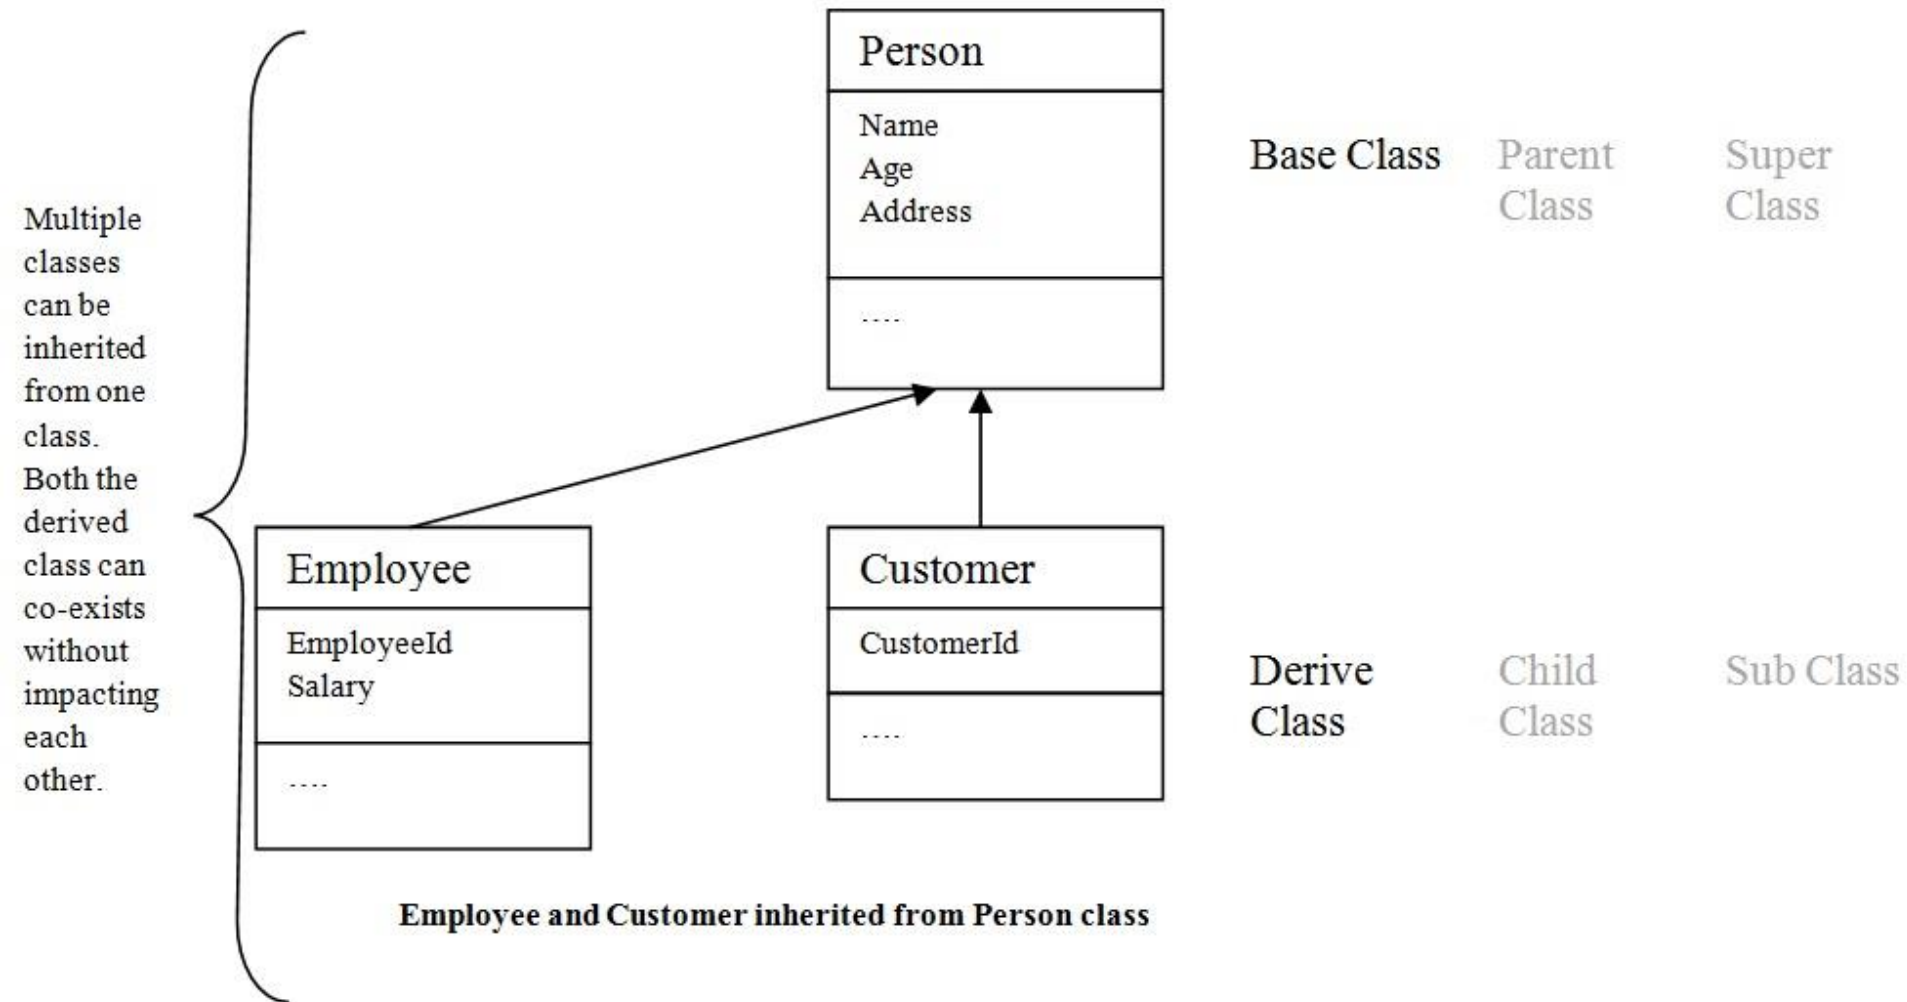 Multiple
classes
can be
inherited
from one
class.
Both the
derived
class can
co-exists
without
impacting
each
other.
Person
Name
Age
Address
....
Base Class
Parent
Class
Super
Class
Employee
EmployeeId
Salary
....
Customer
CustomerId
....
Derive
Class
Child
Class
Sub Class
Employee and Customer inherited from Person class